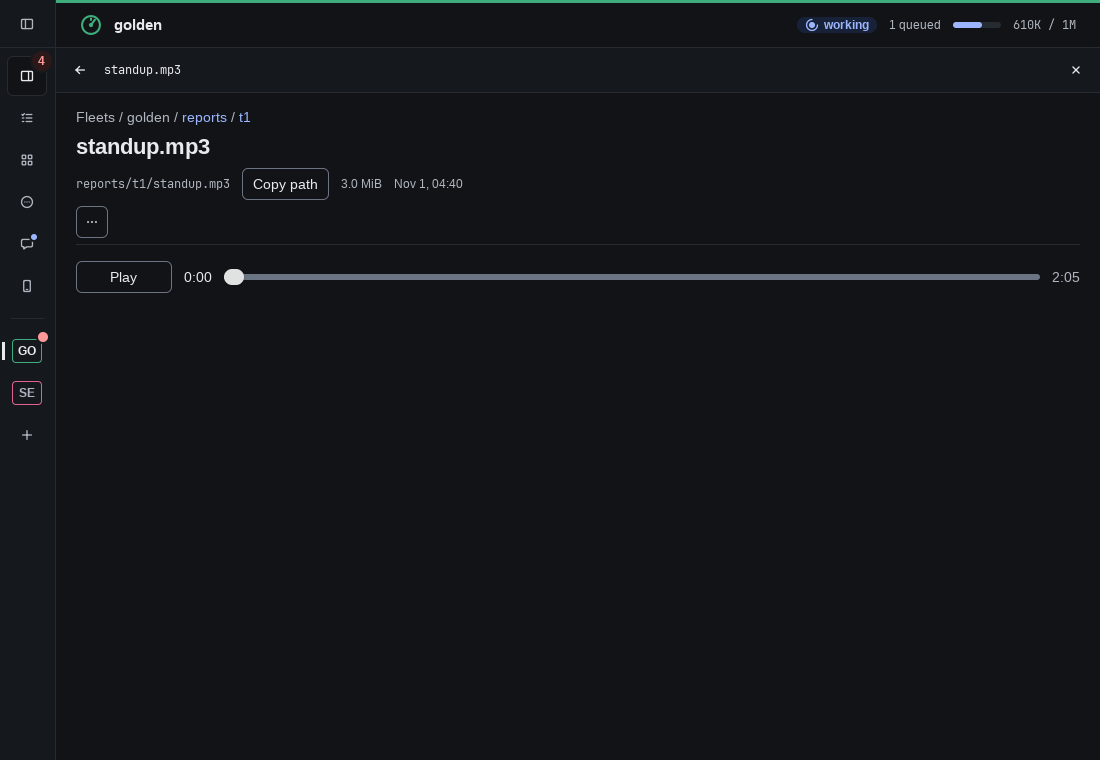 golden
working
1 queued
610K / 1M
4
standup.mp3
Fleets / golden / reports / t1
standup.mp3
reports/t1/standup.mp3
Copy path
3.0 MiB
Nov 1, 04:40
Play
0:00
2:05
GO
SE